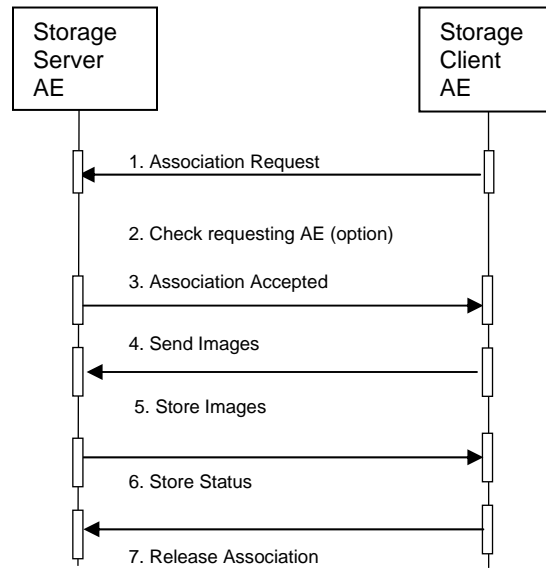 Storage
Server
AE
Storage
Client
AE
1. Association Request
2. Check requesting AE (option)
3. Association Accepted
4. Send Images
5. Store Images
6. Store Status
7. Release Association